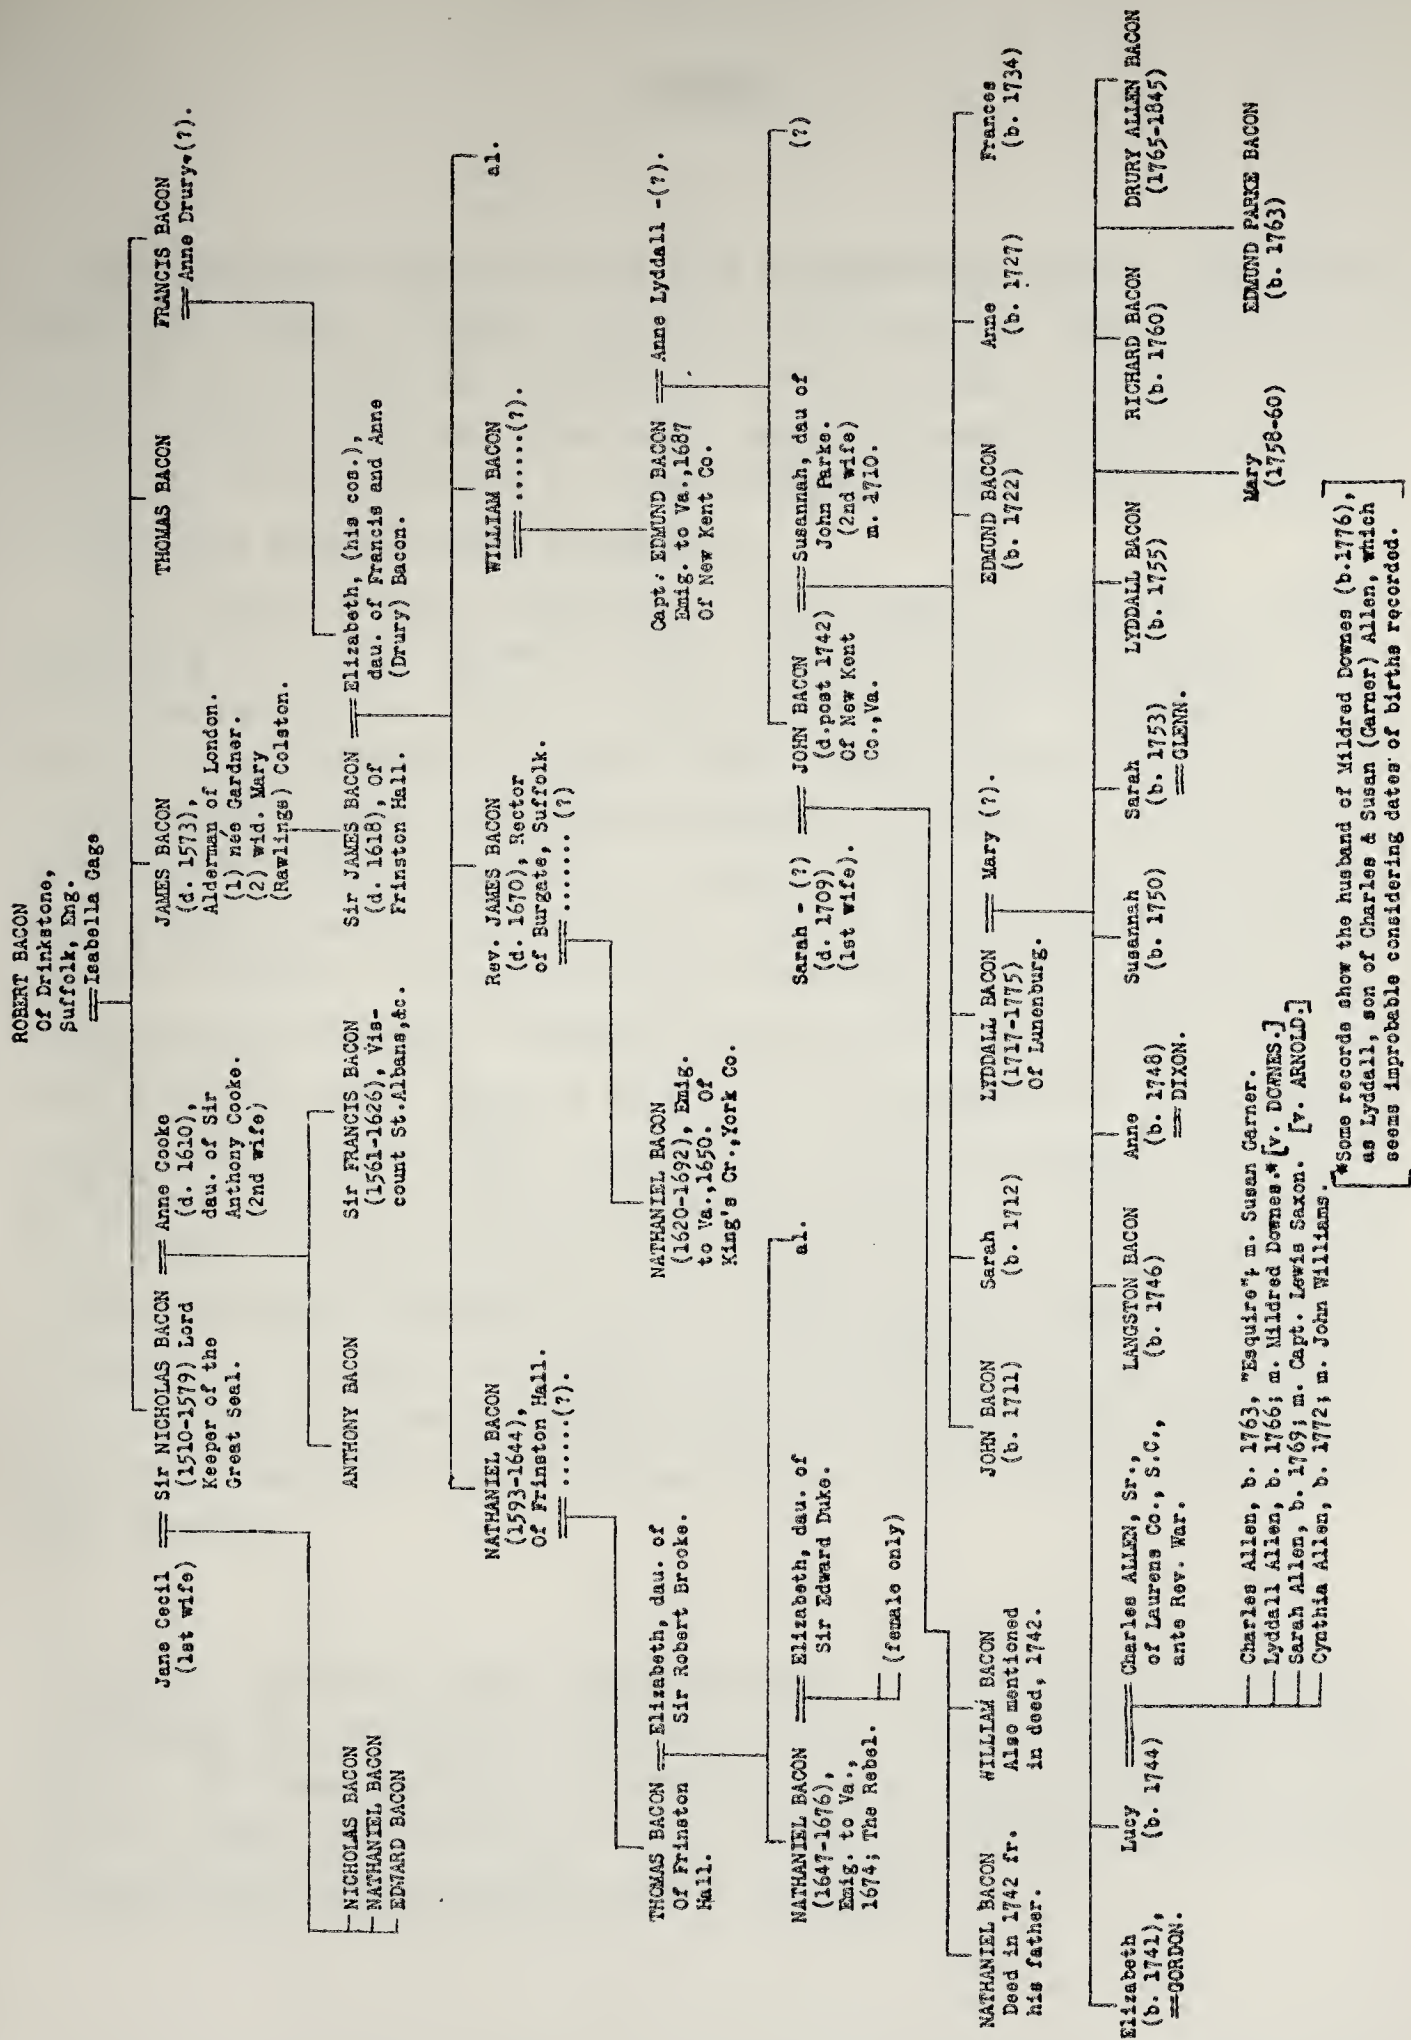 ROBERT BACON
Of Drinkstone,
Suffolk, Eng.
==Isabella Cage
Jane Cecil
(1st wife)
== Sir NICHOLAS BACON
(1510-1579) Lord
Keeper of the
Great Seal.
== Anne Cooke
(d. 1610),
dau. of Sir
Anthony Cooke.
(2nd wife)
JAMES BACON
(d. 1573),
Alderman of London.
(1) née Gardner.
(2) wid. Mary
(Rawlings) Colston.
THOMAS BACON
FRANCIS BACON
==Anne Drury.(?).
NICHOLAS BACON
NATHANIEL BACON
EDWARD BACON
ANTHONY BACON
Sir FRANCIS BACON
(1561-1626), Vis-
count St.Albans,&c.
Sir JAMES BACON
(d. 1618), of
Frinston Hall.
==Elizabeth, (his cos.),
dau. of Francis and Anne
(Drury) Bacon.
NATHANIEL BACON
(1593-1644),
Of Frinston Hall.
==......(?).
Rev. JAMES BACON
(d. 1670), Rector
of Burgate, Suffolk.
==....... (?)
WILLIAM BACON
==......(?).
al.
THOMAS BACON
Of Frinston
Hall.
==Elizabeth, dau. of
Sir Robert Brooke.
NATHANIEL BACON
(1620-1692), Emig.
to Va.,1650. Of
King's Cr.,York Co.
Capt. EDMUND BACON
Emig. to Va.,1687
Of New Kent Co.
== Anne Lyddall -(?).
NATHANIEL BACON
(1647-1676),
Emig. to Va.,
1674; The Rebel.
== Elizabeth, dau. of
Sir Edward Duke.
(female only)
al.
Sarah - (?)
(d. 1709)
(1st wife).
== JOHN BACON
(d.post 1742)
Of New Kent
Co.,Va.
==Susannah, dau of
John Parke.
(2nd wife)
m. 1710.
(?)
NATHANIEL BACON
Deed in 1742 fr.
his father.
WILLIAM BACON
Also mentioned
in deed, 1742.
JOHN BACON
(b. 1711)
Sarah
(b. 1712)
LYDDALL BACON
(1717-1775)
Of Lunenburg.
== Mary (?).
EDMUND BACON
(b. 1722)
Anne
(b. 1727)
Frances
(b. 1734)
Elizabeth
(b. 1741),
==GORDON.
Lucy
(b. 1744)
== Charles ALLEN, Sr.,
of Laurens Co., S.C.,
ante Rev. War.
LANGSTON BACON
(b. 1746)
Anne
(b. 1748)
==DIXON.
Susannah
(b. 1750)
Sarah
(b. 1753)
==GLENN.
LYDDALL BACON
(b. 1755)
Mary
(1758-60)
RICHARD BACON
(b. 1760)
EDMUND PARKE BACON
(b. 1763)
DRURY ALLEN BACON
(1765-1845)
Charles Allen, b. 1763, "Esquire"; m. Susan Garner.
Lyddall Allen, b. 1766; m. Mildred Downes.* [v. DOWNES.]
Sarah Allen, b. 1769; m. Capt. Lewis Saxon. [v. ARNOLD.]
Cynthia Allen, b. 1772; m. John Williams.
[*Some records show the husband of Mildred Downes (b.1776),
as Lyddall, son of Charles & Susan (Garner) Allen, which
seems improbable considering dates of births recorded.]